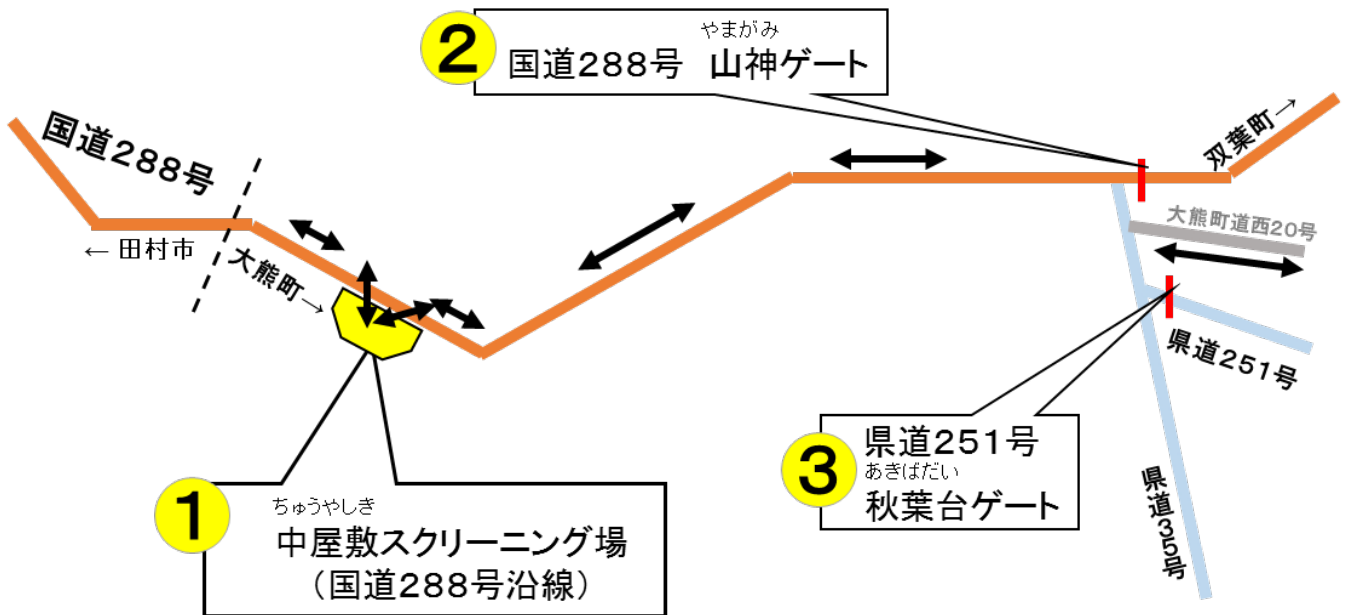 やまがみ
2
国道288号 山神ゲート
国道288号
双葉町→
← 田村市
大熊町→
大熊町道西20号
県道251号
3
県道251号
あきばだい
秋葉台ゲート
県道35号
1
ちゅうやしき
中屋敷スクリーニング場
(国道288号沿線)